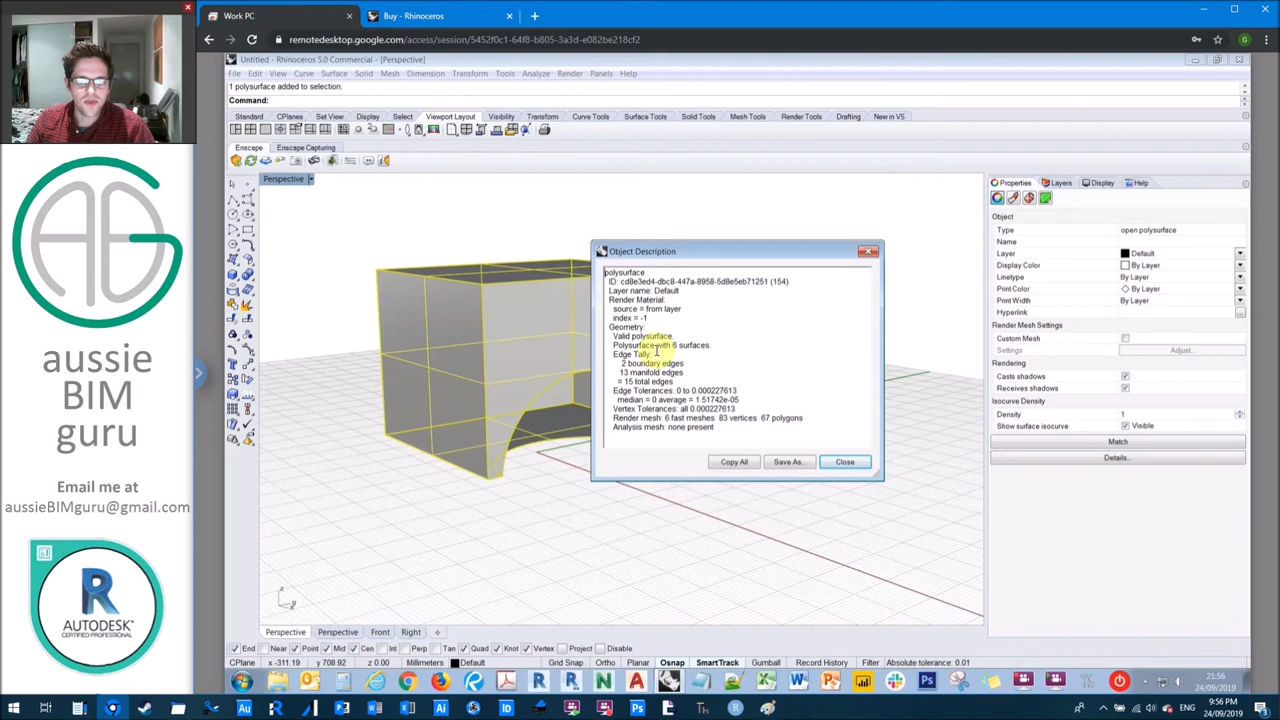 Work PC
Buy - Rhinoceros
remotedesktop.google.com/access/session/5452f0c1-64f8-b805-3a3d-e082be218cf2
Untitled - Rhinoceros 5.0 Commercial - [Perspective]
File Edit View Curve Surface Solid Mesh Dimension Transform Tools Analyze Render Panels Help
1 polysurface added to selection.
Command:
Standard CPlanes Set View Display Select Viewport Layout Visibility Transform Curve Tools Surface Tools Solid Tools Mesh Tools Render Tools Drafting New in V5
Enscape Enscape Capturing
Perspective
Properties Layers Display Help
Object
Type open polysurface
Name
Layer Default
Display Color By Layer
Linetype By Layer
Print Color By Layer
Print Width By Layer
Hyperlink
Render Mesh Settings
Custom Mesh
Settings Adjust...
Rendering
Casts shadows
Receives shadows
Isocurve Density
Density 1
Show surface isocurve Visible
Match
Details...
Object Description
polysurface
ID: cd8e3ed4-dbc8-447a-8958-5d8e5eb71251 (154)
Layer name: Default
Render Material:
source = from layer
index = -1
Geometry:
Valid polysurface.
Polysurface with 6 surfaces.
Edge Tally:
2 boundary edges
13 manifold edges
= 15 total edges
Edge Tolerances: 0 to 0.000227613
median = 0 average = 1.51742e-05
Vertex Tolerances: all 0.000227613
Render mesh: 6 fast meshes 83 vertices 67 polygons
Analysis mesh: none present
Copy All Save As... Close
aussie
BIM
guru
Email me at
aussieBIMguru@gmail.com
R
AUTODESK
CERTIFIED PROFESSIONAL
z
y
x
Perspective Perspective Front Right
End Near Point Mid Cen Int Perp Tan Quad Knot Vertex Project Disable
CPlane x -311.19 y 708.92 z 0.00 Millimeters Default Grid Snap Ortho Planar Osnap SmartTrack Gumball Record History Filter Absolute tolerance: 0.01
21:56
24/09/2019
9:56 PM
24/09/2019